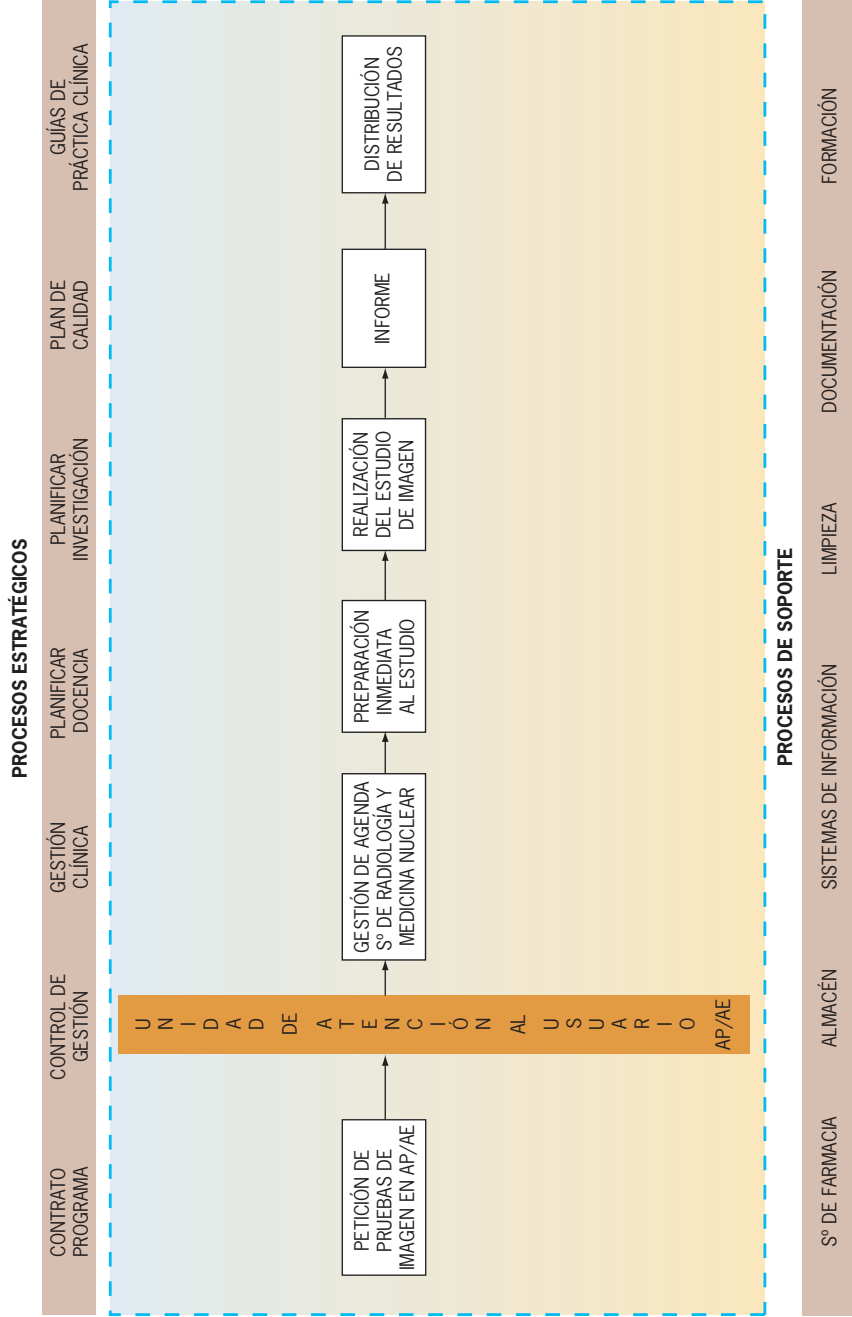 PROCESOS ESTRATÉGICOS
CONTRATO
PROGRAMA
CONTROL DE
GESTIÓN
GESTIÓN
CLÍNICA
PLANIFICAR
DOCENCIA
PLANIFICAR
INVESTIGACIÓN
PLAN DE
CALIDAD
GUÍAS DE
PRÁCTICA CLÍNICA
PETICIÓN DE
PRUEBAS DE
IMAGEN EN AP/AE
UNIDAD DE ATENCIÓN AL USUARIO AP/AE
GESTIÓN DE AGENDA
Sº DE RADIOLOGÍA Y
MEDICINA NUCLEAR
PREPARACIÓN
INMEDIATA
AL ESTUDIO
REALIZACIÓN
DEL ESTUDIO
DE IMAGEN
INFORME
DISTRIBUCIÓN
DE RESULTADOS
PROCESOS DE SOPORTE
Sº DE FARMACIA
ALMACÉN
SISTEMAS DE INFORMACIÓN
LIMPIEZA
DOCUMENTACIÓN
FORMACIÓN